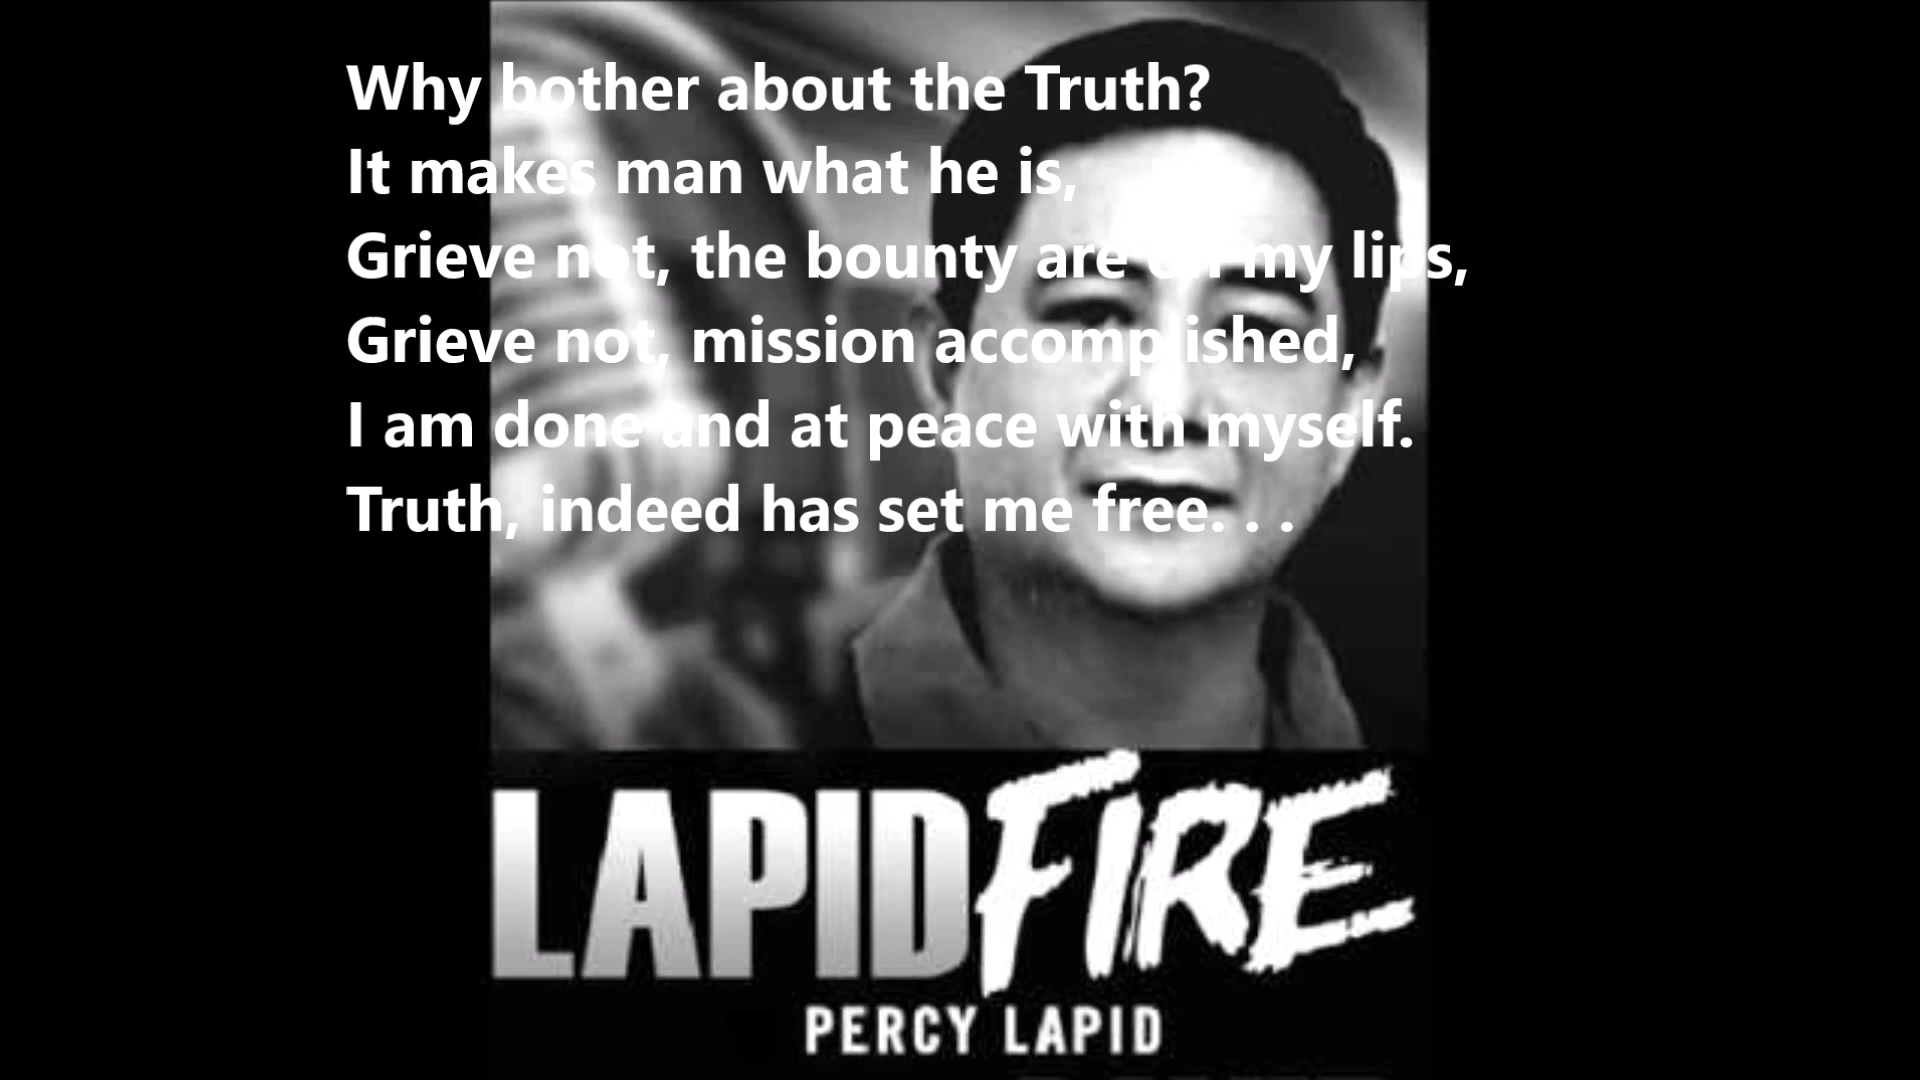 Why bother about the Truth?
It makes man what he is,
Grieve not, the bounty are on my lips,
Grieve not, mission accomplished,
I am done and at peace with myself.
Truth, indeed has set me free. . .
LAPIDFIRE
PERCY LAPID